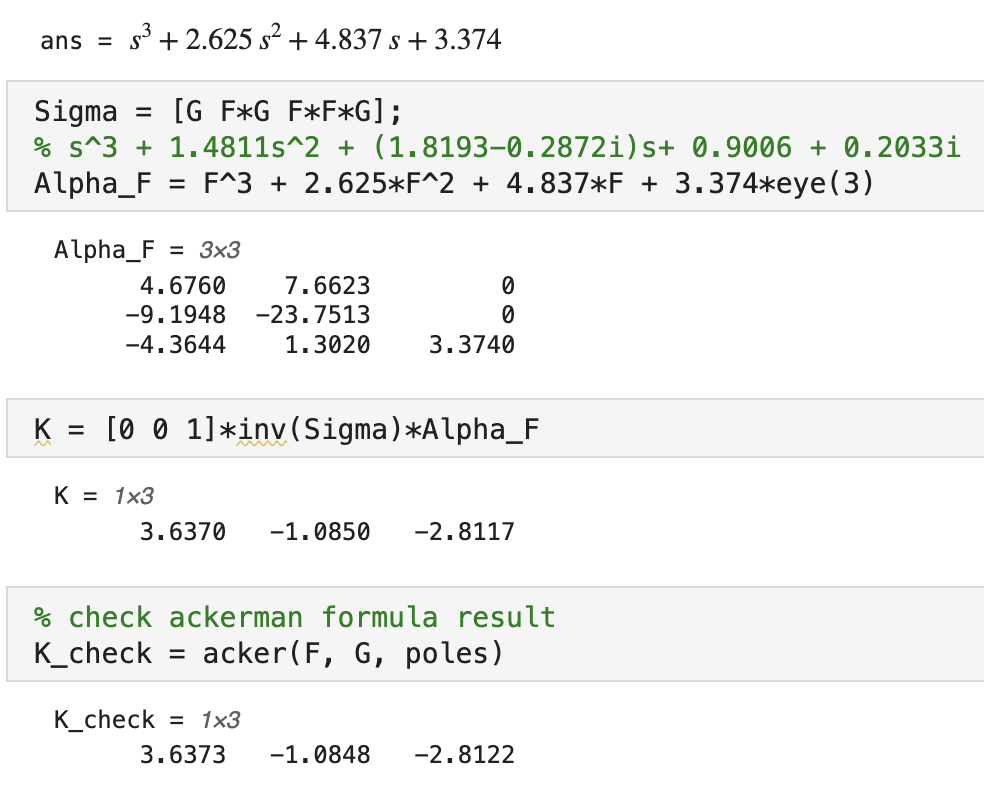 ans = s³ + 2.625 s² + 4.837 s + 3.374
Sigma = [G F*G F*F*G];
% s^3 + 1.4811s^2 + (1.8193-0.2872i)s+ 0.9006 + 0.2033i
Alpha_F = F^3 + 2.625*F^2 + 4.837*F + 3.374*eye(3)
Alpha_F = 3×3
4.6760 7.6623 0
-9.1948 -23.7513 0
-4.3644 1.3020 3.3740
K = [0 0 1]*inv(Sigma)*Alpha_F
K = 1×3
3.6370 -1.0850 -2.8117
% check ackerman formula result
K_check = acker(F, G, poles)
K_check = 1×3
3.6373 -1.0848 -2.8122